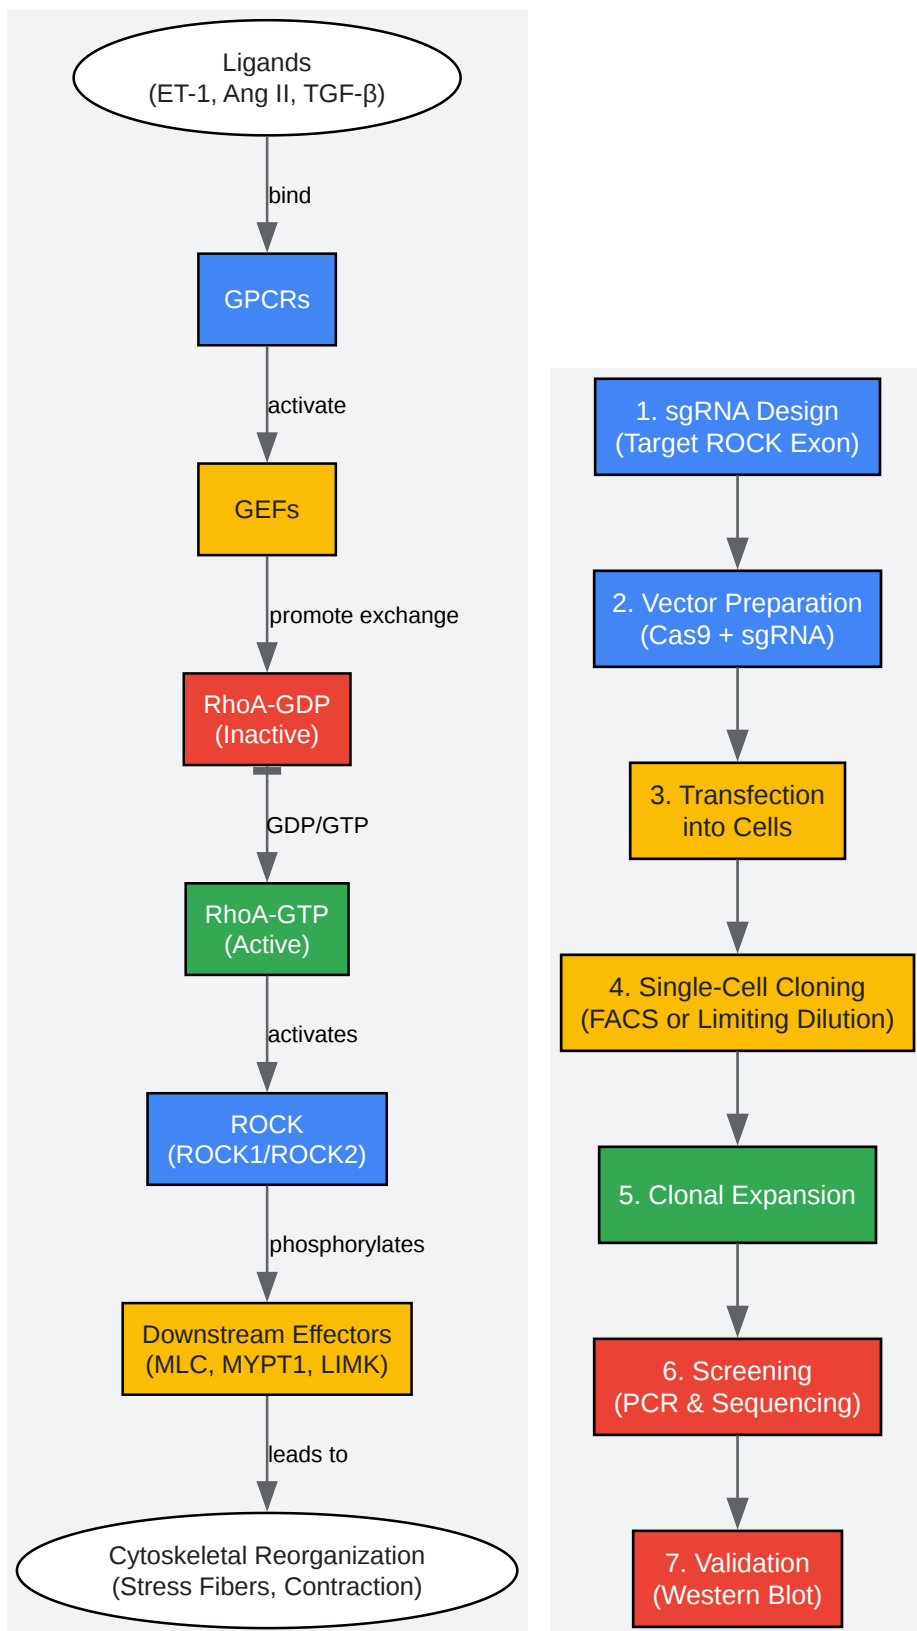 Ligands
(ET-1, Ang II, TGF-β)
bind
GPCRs
activate
GEFs
promote exchange
RhoA-GDP
(Inactive)
GDP/GTP
RhoA-GTP
(Active)
activates
ROCK
(ROCK1/ROCK2)
phosphorylates
Downstream Effectors
(MLC, MYPT1, LIMK)
leads to
Cytoskeletal Reorganization
(Stress Fibers, Contraction)
1. sgRNA Design
(Target ROCK Exon)
2. Vector Preparation
(Cas9 + sgRNA)
3. Transfection
into Cells
4. Single-Cell Cloning
(FACS or Limiting Dilution)
5. Clonal Expansion
6. Screening
(PCR & Sequencing)
7. Validation
(Western Blot)